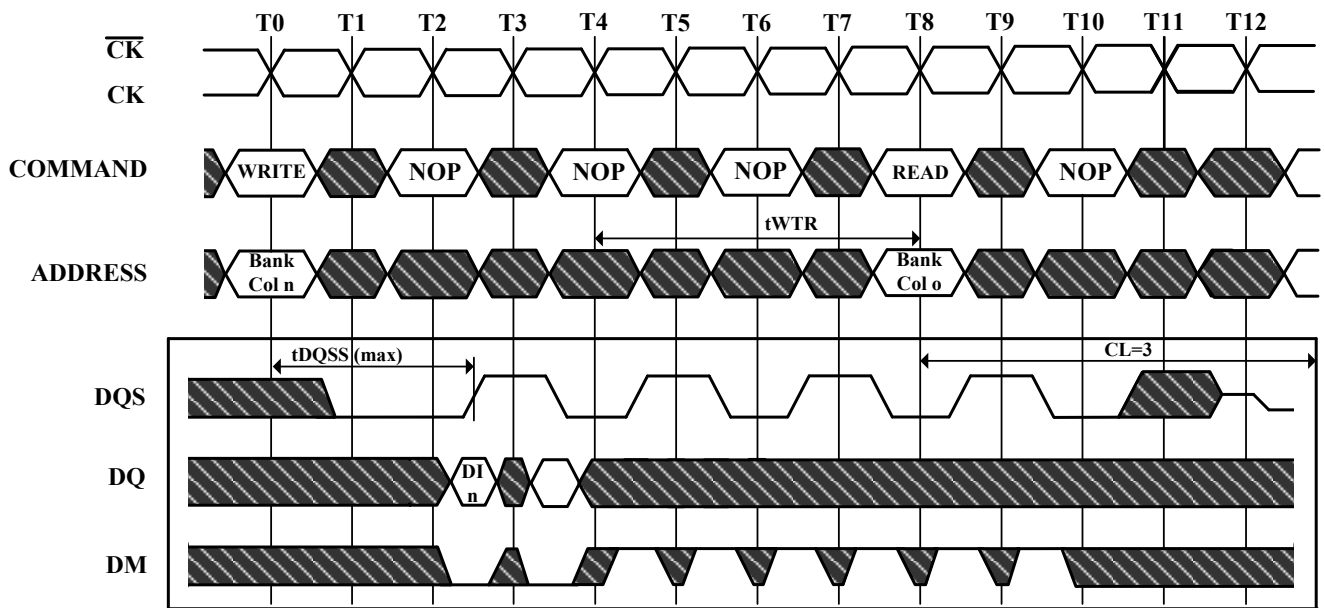 T0 T1 T2 T3 T4 T5 T6 T7 T8 T9 T10 T11 T12
CK
CK
COMMAND
WRITE NOP NOP NOP READ NOP
tWTR
ADDRESS
Bank
Col n
Bank
Col o
tDQSS (max)
CL=3
DQS
DQ
DI
n
DM